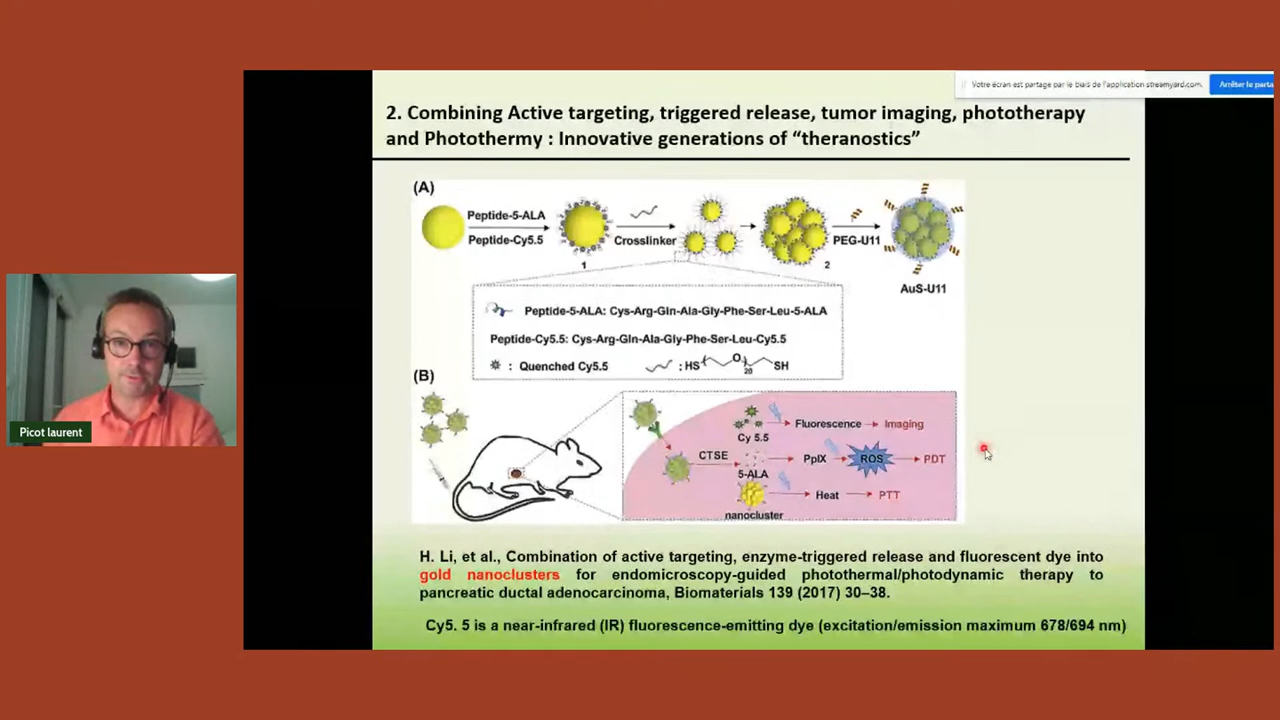 Votre écran est partagé par le biais de l'application streamyard.com.
Arrêter le parta
2. Combining Active targeting, triggered release, tumor imaging, phototherapy
and Photothermy : Innovative generations of “theranostics”
(A)
Peptide-5-ALA
Peptide-Cy5.5
Crosslinker
PEG-U11
1
2
AuS-U11
Peptide-5-ALA: Cys-Arg-Gln-Ala-Gly-Phe-Ser-Leu-5-ALA
Peptide-Cy5.5: Cys-Arg-Gln-Ala-Gly-Phe-Ser-Leu-Cy5.5
: Quenched Cy5.5
: HS O 20 SH
(B)
Cy 5.5
Fluorescence
Imaging
CTSE
5-ALA
PpIX
ROS
PDT
nanocluster
Heat
PTT
Picot laurent
H. Li, et al., Combination of active targeting, enzyme-triggered release and fluorescent dye into
gold nanoclusters for endomicroscopy-guided photothermal/photodynamic therapy to
pancreatic ductal adenocarcinoma, Biomaterials 139 (2017) 30–38.
Cy5. 5 is a near-infrared (IR) fluorescence-emitting dye (excitation/emission maximum 678/694 nm)